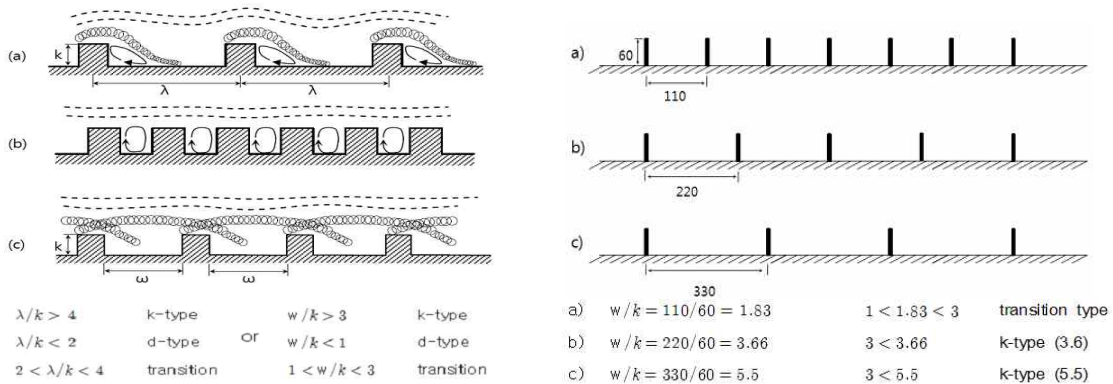 (a)
k
λ
λ
(b)
(c)
k
ω
ω
λ/k > 4 k-type or w/k > 3 k-type
λ/k < 2 d-type w/k < 1 d-type
2 < λ/k < 4 transition 1 < w/k < 3 transition
a)
60
110
b)
220
c)
330
a) w/k = 110/60 = 1.83 1 < 1.83 < 3 transition type
b) w/k = 220/60 = 3.66 3 < 3.66 k-type (3.6)
c) w/k = 330/60 = 5.5 3 < 5.5 k-type (5.5)